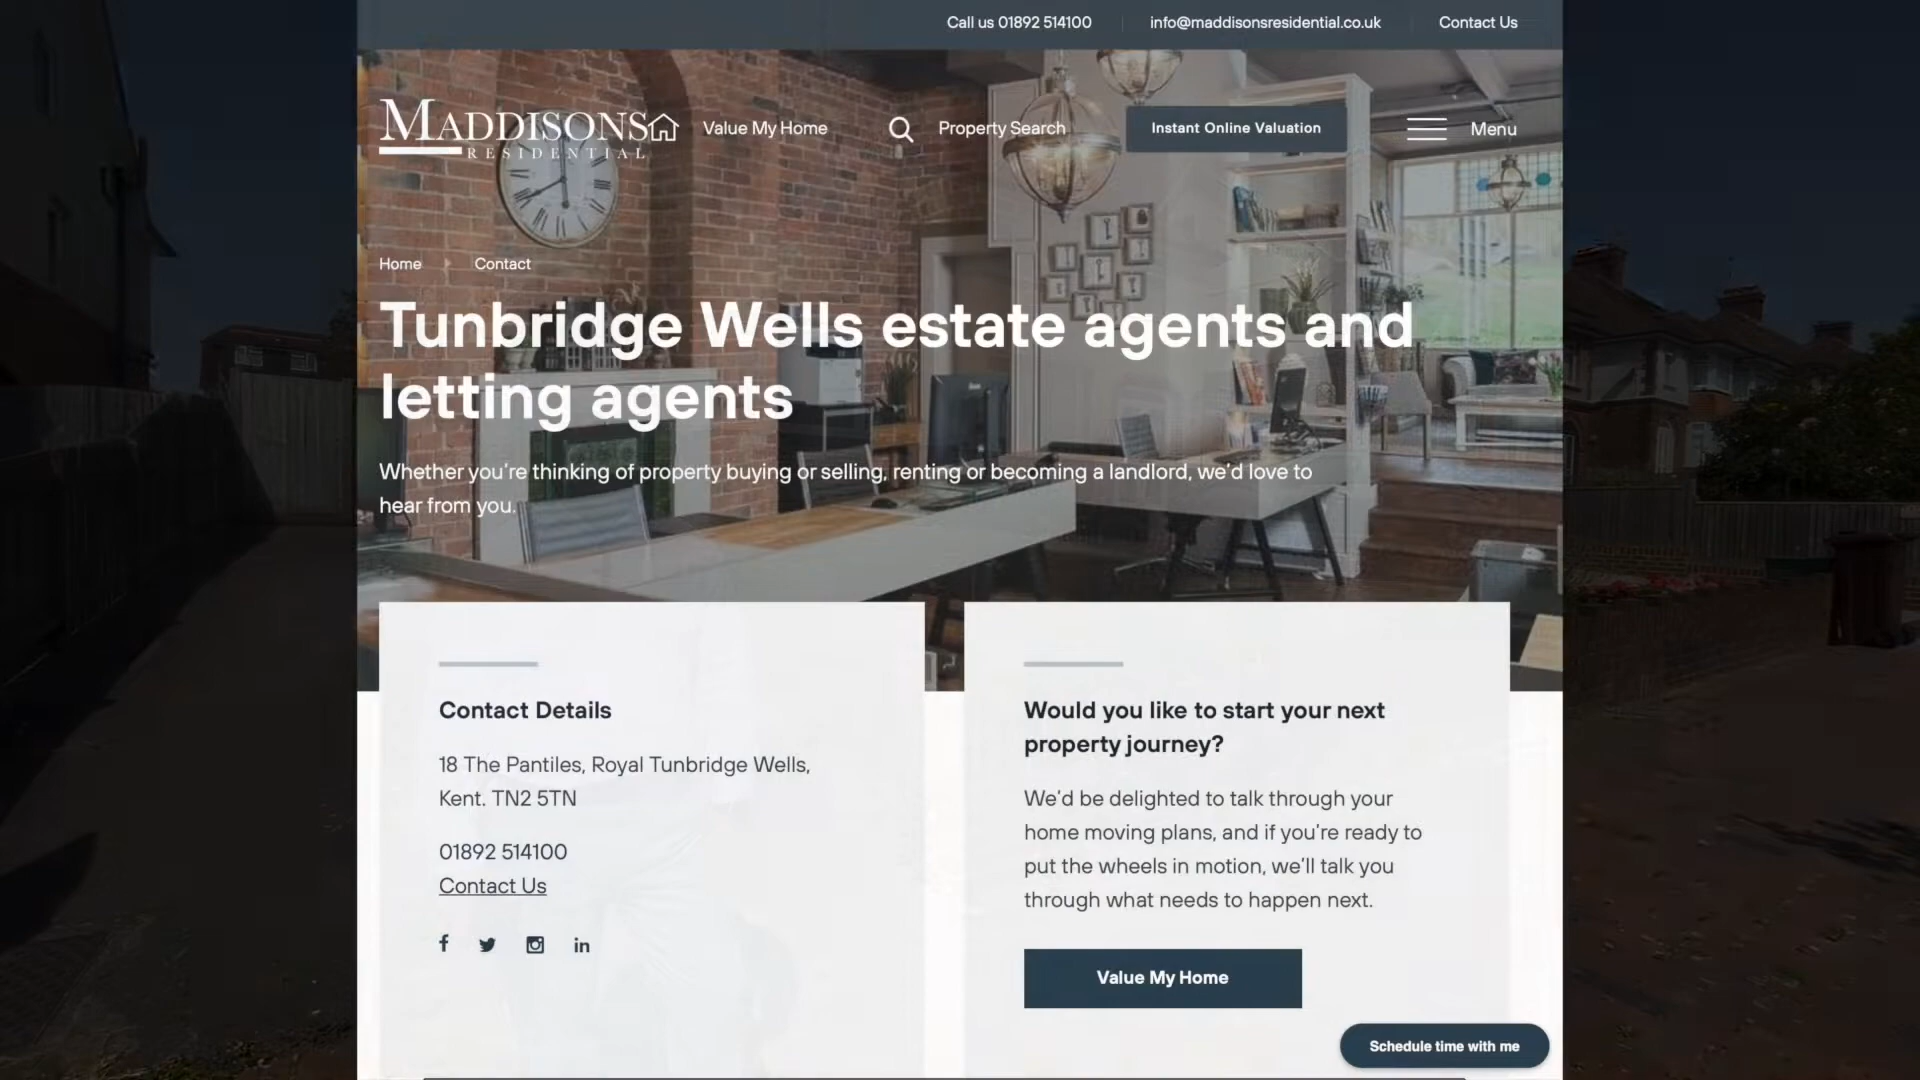 Call us 01892 514100
info@maddisonsresidential.co.uk
Contact Us
MADDISONS
RESIDENTIAL
Value My Home
Property Search
Instant Online Valuation
Menu
Home
Contact
Tunbridge Wells estate agents and
letting agents
Whether you're thinking of property buying or selling, renting or becoming a landlord, we'd love to
hear from you.
Contact Details
18 The Pantiles, Royal Tunbridge Wells,
Kent. TN2 5TN
01892 514100
Contact Us
Would you like to start your next
property journey?
We'd be delighted to talk through your
home moving plans, and if you're ready to
put the wheels in motion, we'll talk you
through what needs to happen next.
Value My Home
Schedule time with me